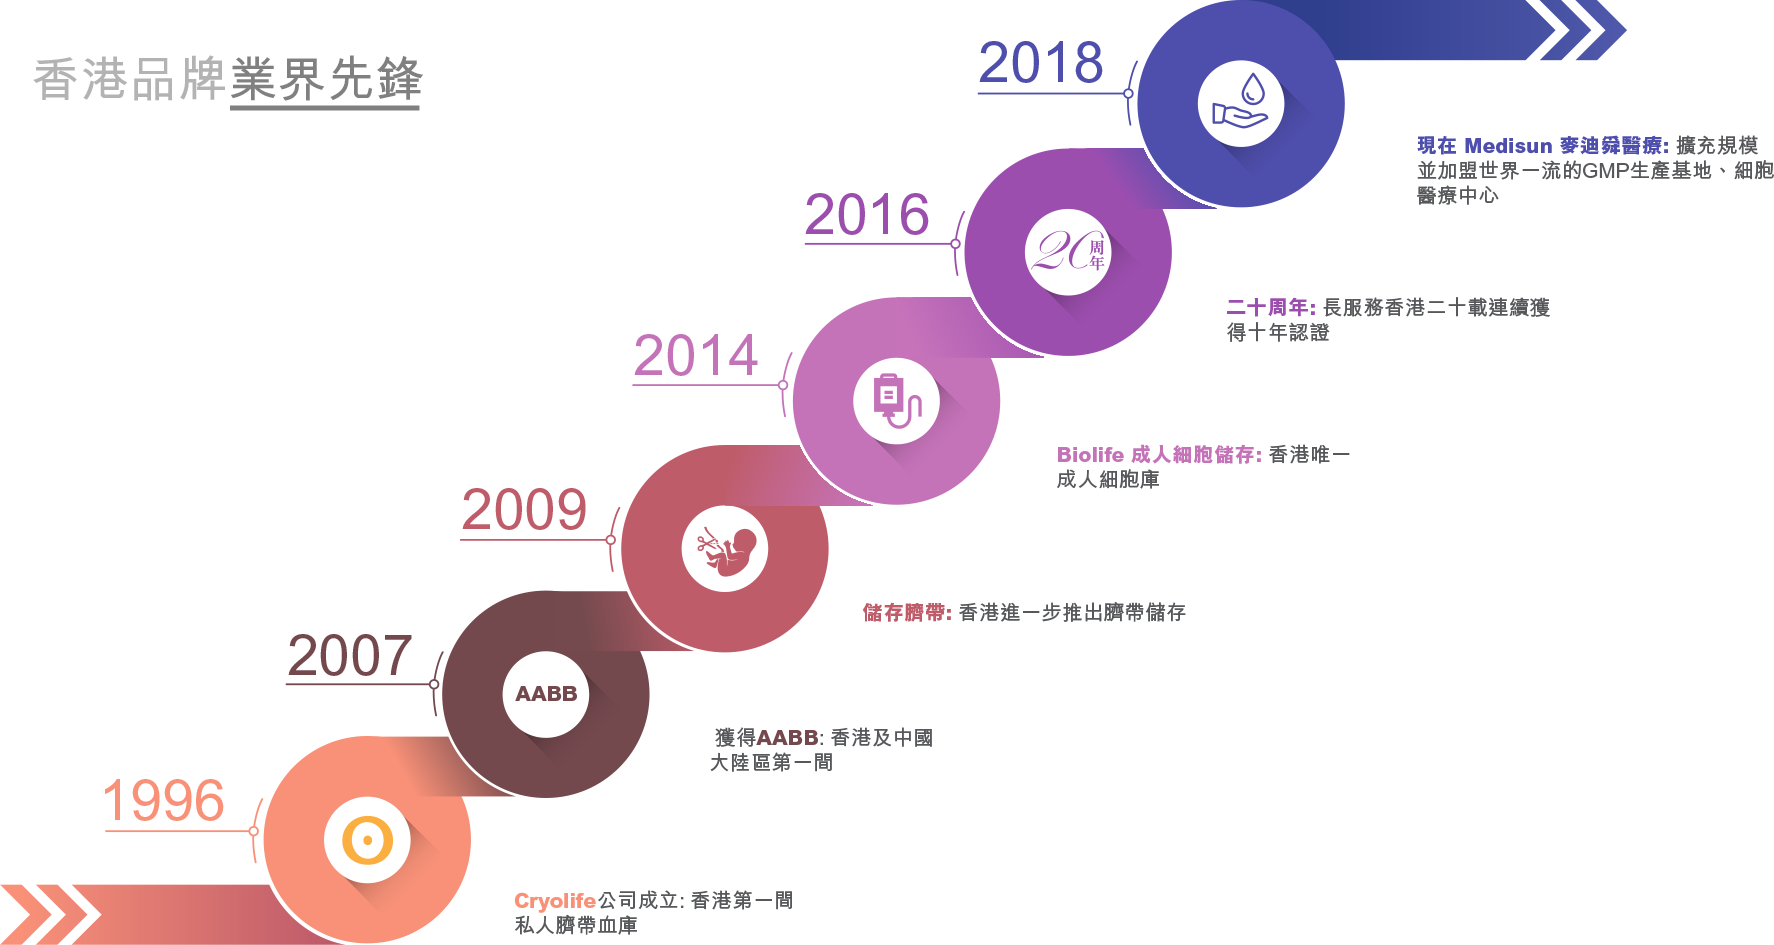 香港品牌業界先鋒
2018
現在 Medisun 麥迪舜醫療: 擴充規模
並加盟世界一流的GMP生產基地、細胞
醫療中心
2016
20周年
二十周年: 長服務香港二十載連續獲
得十年認證
2014
Biolife 成人細胞儲存: 香港唯一
成人細胞庫
2009
儲存臍帶: 香港進一步推出臍帶儲存
2007
AABB
獲得AABB: 香港及中國
大陸區第一間
1996
Cryolife公司成立: 香港第一間
私人臍帶血庫